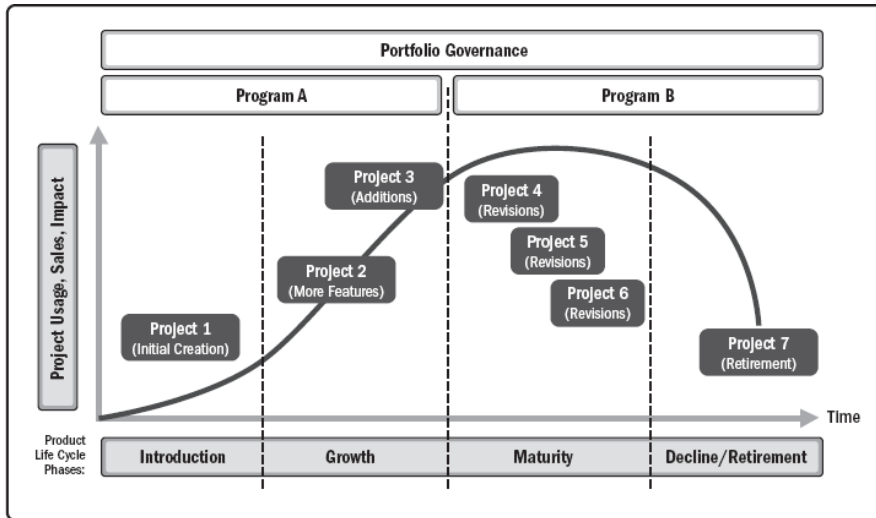 Portfolio Governance
Program A
Program B
Project Usage, Sales, Impact
Project 3
(Additions)
Project 4
(Revisions)
Project 5
(Revisions)
Project 2
(More Features)
Project 6
(Revisions)
Project 1
(Initial Creation)
Project 7
(Retirement)
Time
Product
Life Cycle
Phases:
Introduction
Growth
Maturity
Decline/Retirement